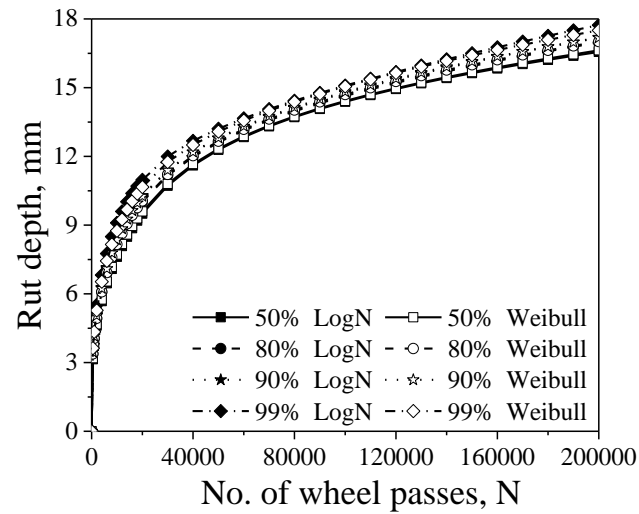 18
15
12
9
6
3
0
Rut depth, mm
50% LogN 50% Weibull
80% LogN 80% Weibull
90% LogN 90% Weibull
99% LogN 99% Weibull
0 40000 80000 120000 160000 200000
No. of wheel passes, N